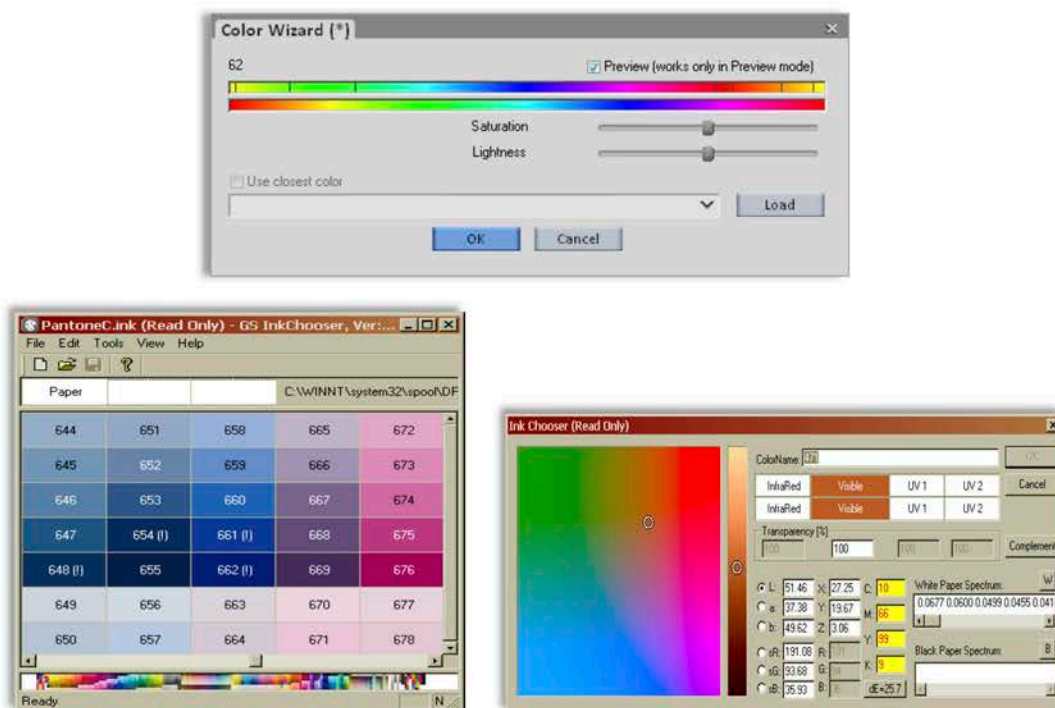 Color Wizard (*)
62
Preview (works only in Preview mode)
Saturation
Lightness
Use closest color
Load
OK Cancel
PantoneC.ink (Read Only) - GS InkChooser, Ver:...
File Edit Tools View Help
Paper C:\WINNT\system32\spool\DF
644 651 658 665 672
645 652 659 666 673
646 653 660 667 674
647 654 (!) 661 (!) 668 675
648 (!) 655 662 (!) 669 676
649 656 663 670 677
650 657 664 671 678
Ready N
Ink Chooser (Read Only)
ColorName:
InfraRed Visible UV 1 UV 2 Cancel
InfraRed Visible UV 1 UV 2
Transparency [%]
100 100 100 100 Complement
L: 51.46 X: 27.25 C: 10 White Paper Spectrum: W
a: 37.38 Y: 19.67 M: 66 0.0677 0.0600 0.0499 0.0455 0.041
b: 49.62 Z: 3.06 Y: 99
sR: 191.08 R: K: 9 Black Paper Spectrum: B
sG: 93.68 G:
sB: 35.93 B: dE=25.7